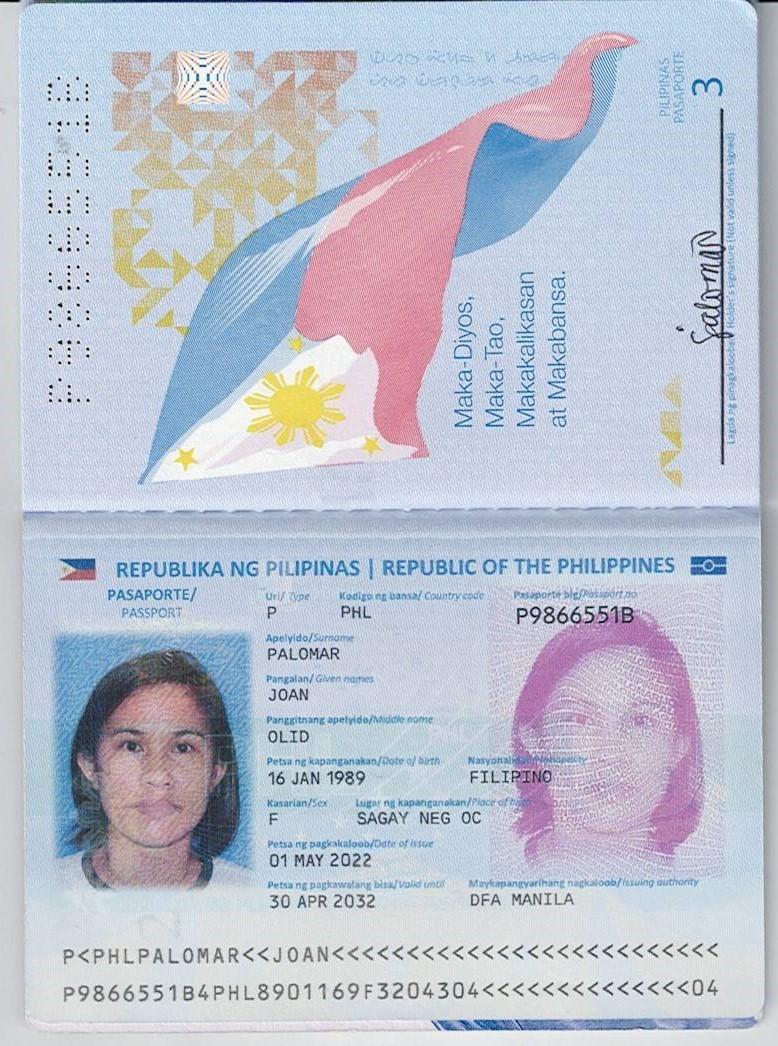 P9866551B
Maka-Diyos,
Maka-Tao,
Makakalikasan
at Makabansa.
PILIPINAS
PASAPORTE
3
Lagda ng pinagkalooban/Holder's signature (Not valid unless signed)
REPUBLIKA NG PILIPINAS | REPUBLIC OF THE PHILIPPINES
PASAPORTE/
PASSPORT
Uri/ Type Kodigo ng bansa/ Country code Pasaporte blg/Passport no
P PHL P9866551B
Apelyido/Surname
PALOMAR
Pangalan/ Given names
JOAN
Panggitnang apelyido/Middle name
OLID
Petsa ng kapanganakan/Date of birth Nasyonalidad/Nationality
16 JAN 1989 FILIPINO
Kasarian/Sex Lugar ng kapanganakan/Place of birth
F SAGAY NEG OC
Petsa ng pagkakaloob/Date of issue
01 MAY 2022
Petsa ng pagkawalang bisa/Valid until Maykapangyarihang nagkaloob/Issuing authority
30 APR 2032 DFA MANILA
P<PHLPALOMAR<<JOAN<<<<<<<<<<<<<<<<<<<<<<<<<<
P9866551B4PHL8901169F3204304<<<<<<<<<<<<<<04